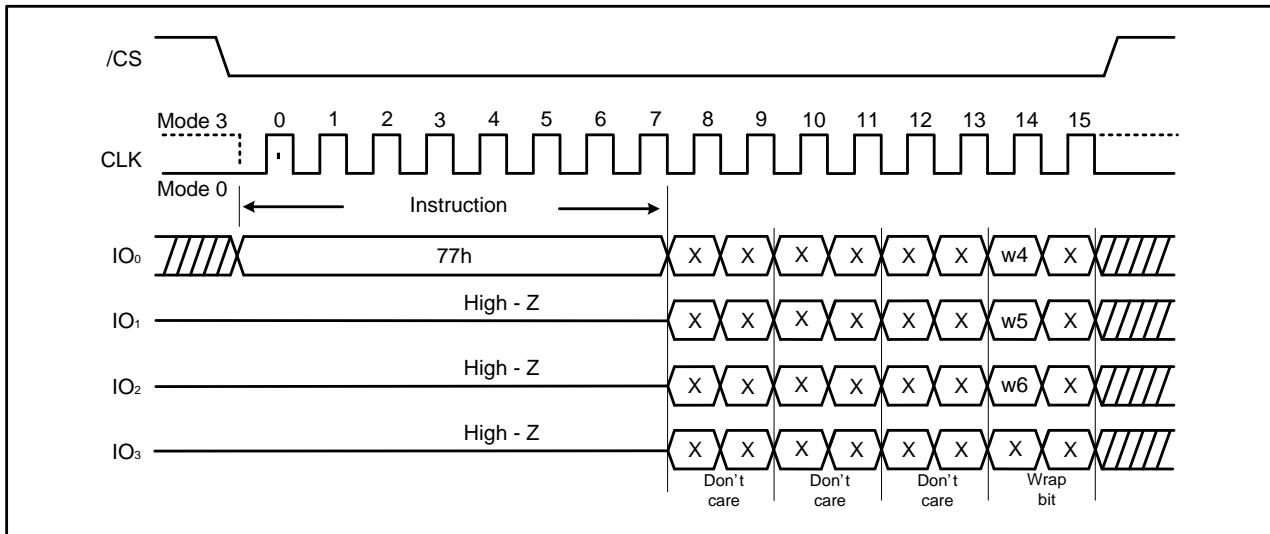 /CS
Mode 3 0 1 2 3 4 5 6 7 8 9 10 11 12 13 14 15
CLK
Mode 0
Instruction
IO₀ 77h X X X X X X w4 X
High - Z
IO₁ X X X X X X w5 X
High - Z
IO₂ X X X X X X w6 X
High - Z
IO₃ X X X X X X X X
Don't care Don't care Don't care Wrap bit